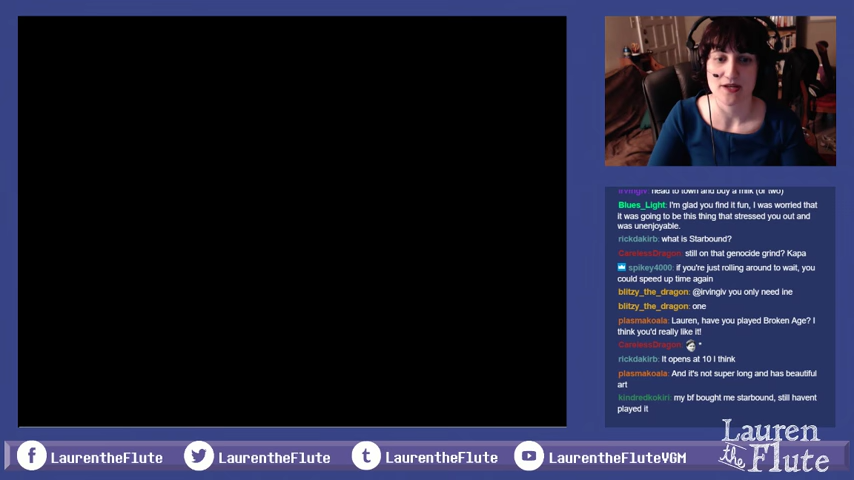 irvingiv: head to town and buy a milk (or two)
Blues_Light: I'm glad you find it fun, I was worried that
it was going to be this thing that stressed you out and
was unenjoyable.
rickdakirb: what is Starbound?
CarelessDragon: still on that genocide grind? Kapa
spikey4000: if you're just rolling around to wait, you
could speed up time again
blitzy_the_dragon: @irvingiv you only need ine
blitzy_the_dragon: one
plasmakoala: Lauren, have you played Broken Age? I
think you'd really like it!
CarelessDragon: *
rickdakirb: It opens at 10 I think
plasmakoala: And it's not super long and has beautiful
art
kindredkokiri: my bf bought me starbound, still havent
played it
Lauren
the Flute
LaurentheFlute
LaurentheFlute
LaurentheFlute
LaurentheFluteVGM